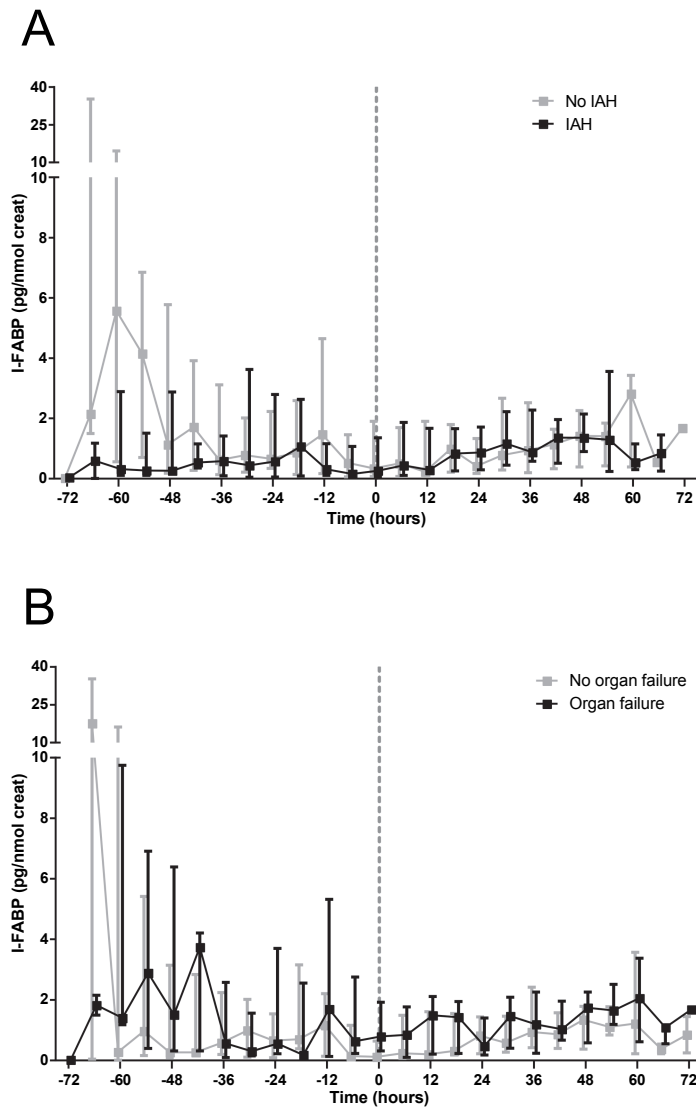 A
40
No IAH
25
IAH
10
10
8
6
4
2
0
I-FABP (pg/nmol creat)
-72 -60 -48 -36 -24 -12 0 12 24 36 48 60 72
Time (hours)
B
40
No organ failure
25
Organ failure
10
10
8
6
4
2
0
I-FABP (pg/nmol creat)
-72 -60 -48 -36 -24 -12 0 12 24 36 48 60 72
Time (hours)